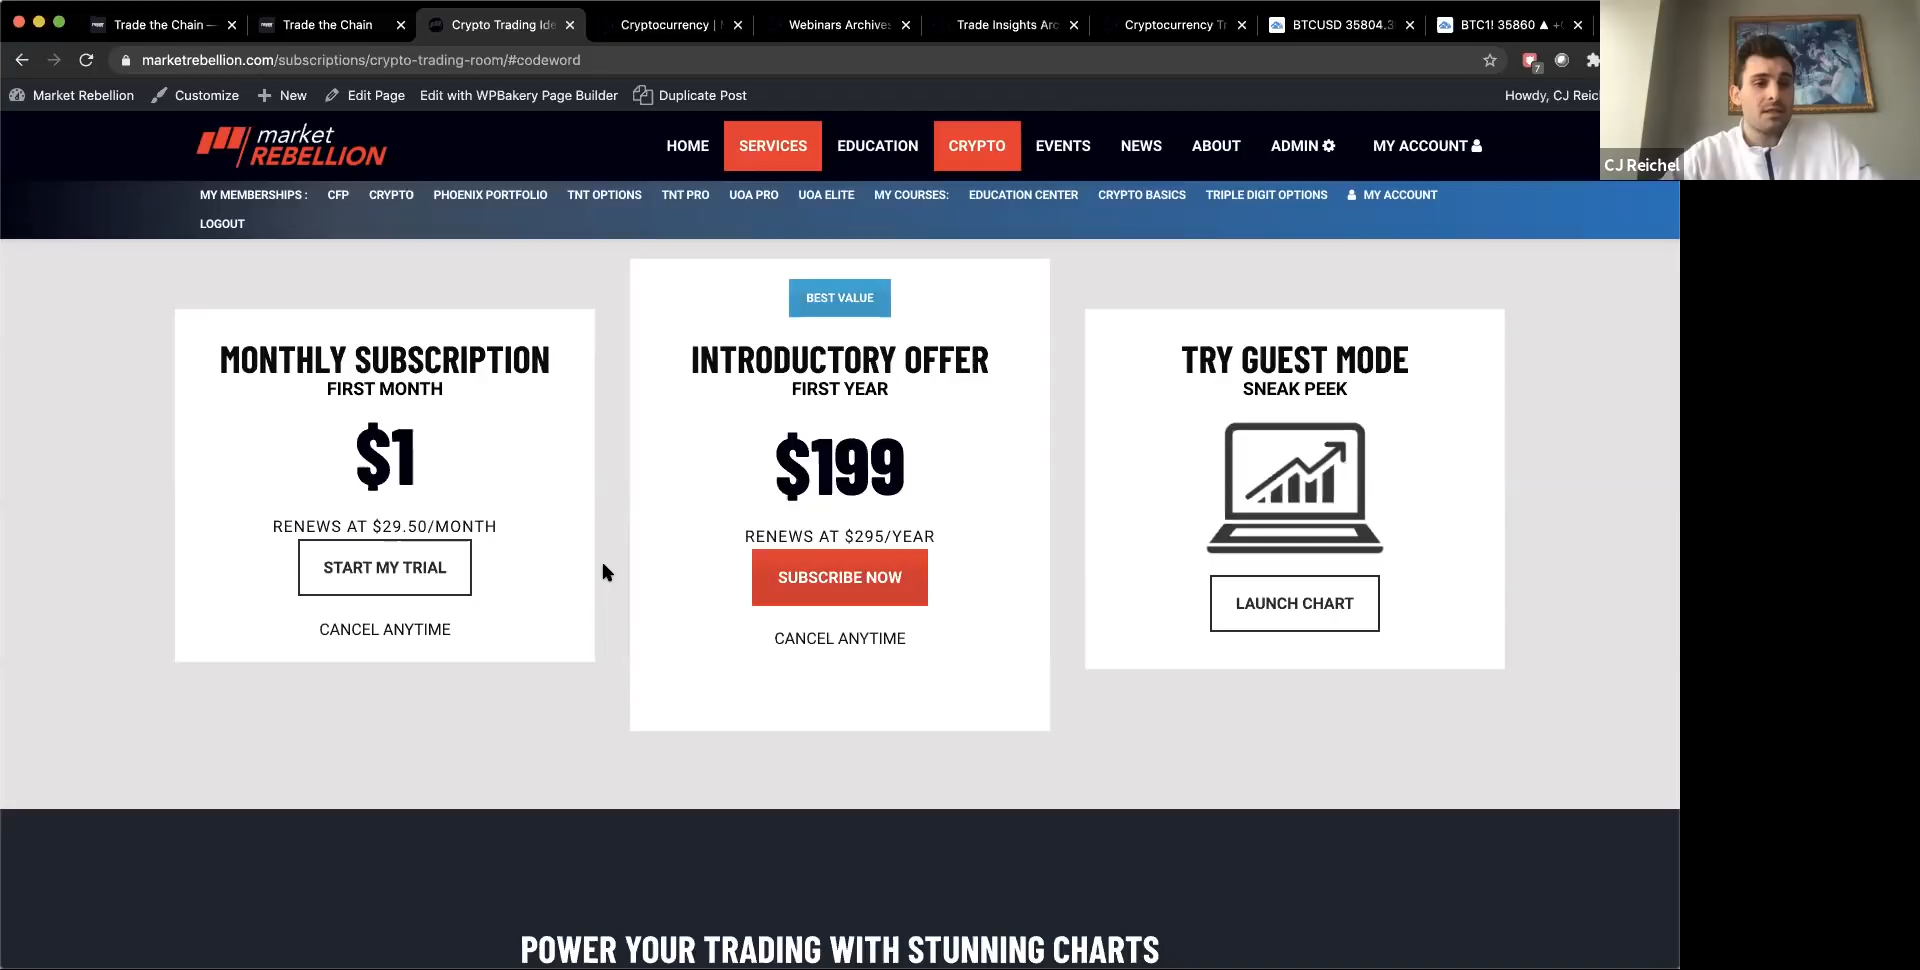 Trade the Chain —
Trade the Chain
Crypto Trading Ide
Cryptocurrency |
Webinars Archives
Trade Insights Arc
Cryptocurrency Tr
BTCUSD 35804.3
BTC1! 35860 ▲ +
marketrebellion.com/subscriptions/crypto-trading-room/#codeword
7
Market Rebellion
Customize
New
Edit Page
Edit with WPBakery Page Builder
Duplicate Post
Howdy, CJ Reic
CJ Reichel
market
REBELLION
HOME
SERVICES
EDUCATION
CRYPTO
EVENTS
NEWS
ABOUT
ADMIN
MY ACCOUNT
MY MEMBERSHIPS :
CFP
CRYPTO
PHOENIX PORTFOLIO
TNT OPTIONS
TNT PRO
UOA PRO
UOA ELITE
MY COURSES:
EDUCATION CENTER
CRYPTO BASICS
TRIPLE DIGIT OPTIONS
MY ACCOUNT
LOGOUT
MONTHLY SUBSCRIPTION
FIRST MONTH
$1
RENEWS AT $29.50/MONTH
START MY TRIAL
CANCEL ANYTIME
BEST VALUE
INTRODUCTORY OFFER
FIRST YEAR
$199
RENEWS AT $295/YEAR
SUBSCRIBE NOW
CANCEL ANYTIME
TRY GUEST MODE
SNEAK PEEK
LAUNCH CHART
POWER YOUR TRADING WITH STUNNING CHARTS